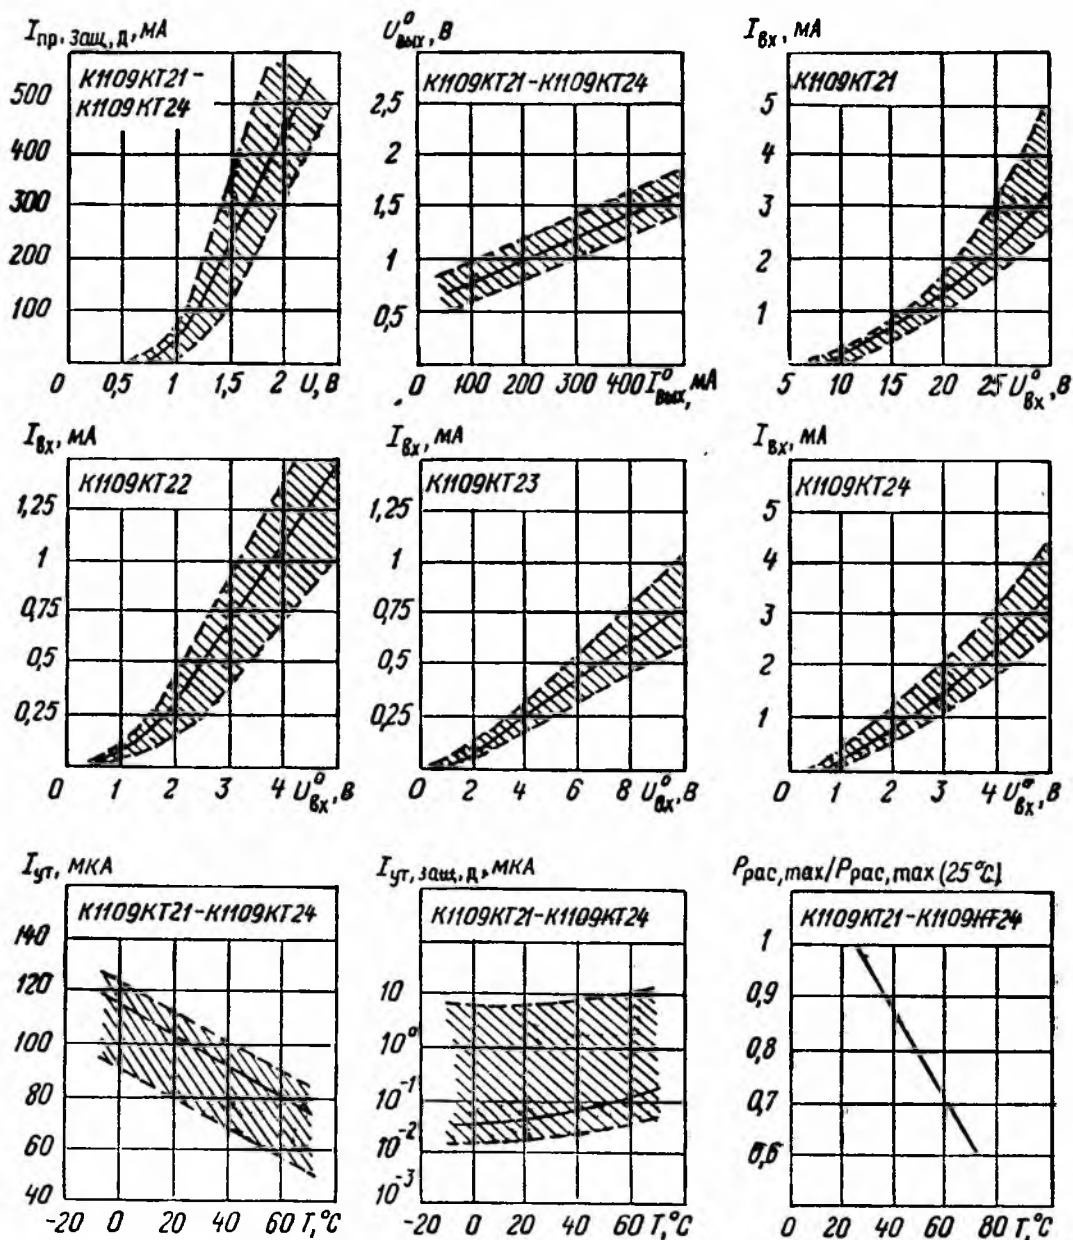 Iпр, защ, д, мА
К1109КТ21-
К1109КТ24
500
400
300
200
100
0 0,5 1 1,5 2 U, В
U⁰вых, В
К1109КТ21-К1109КТ24
2,5
2
1,5
1
0,5
0 100 200 300 400 I⁰вых, мА
Iвх, мА
К1109КТ21
5
4
3
2
1
5 10 15 20 25 U⁰вх, В
Iвх, мА
К1109КТ22
1,25
1
0,75
0,5
0,25
0 1 2 3 4 U⁰вх, В
Iвх, мА
К1109КТ23
1,25
1
0,75
0,5
0,25
0 2 4 6 8 U⁰вх, В
Iвх, мА
К1109КТ24
5
4
3
2
1
0 1 2 3 4 U⁰вх, В
Iут, мкА
К1109КТ21-К1109КТ24
140
120
100
80
60
40
-20 0 20 40 60 T,°C
Iут, защ, д, мкА
К1109КТ21-К1109КТ24
10
10⁰
10⁻¹
10⁻²
10⁻³
-20 0 20 40 60 T,°C
Pрас,max/Pрас,max (25°C)
К1109КТ21-К1109КТ24
1
0,9
0,8
0,7
0,6
0 20 40 60 80 T,°C